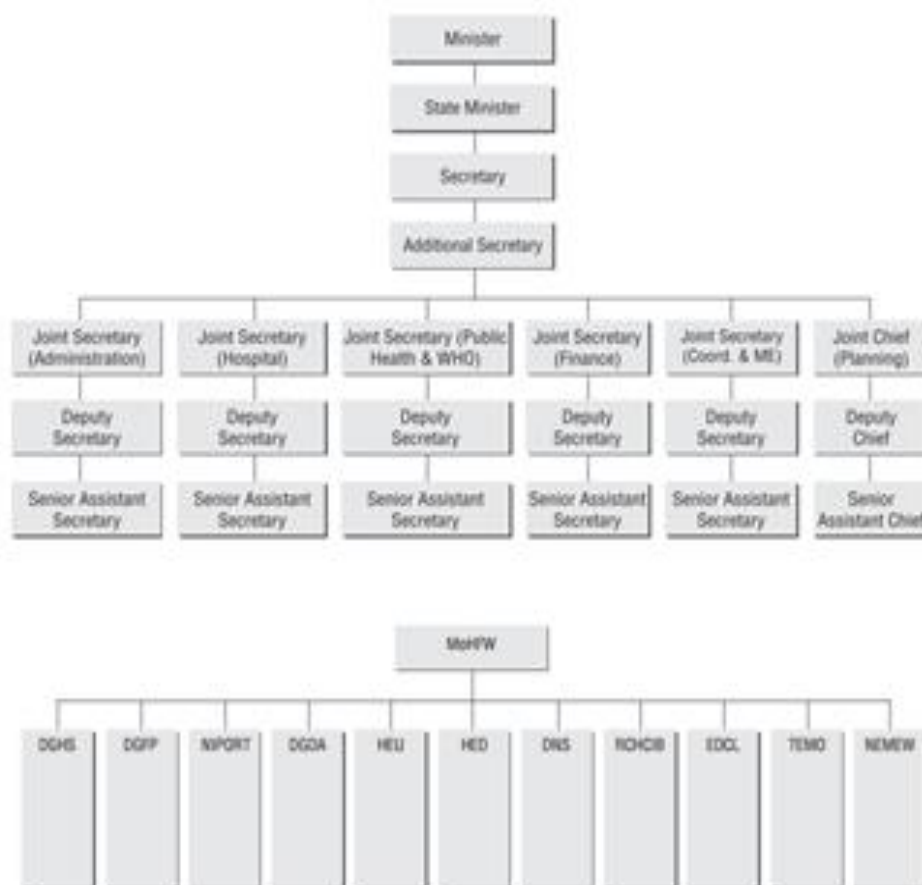 Minister
State Minister
Secretary
Additional Secretary
Joint Secretary
(Administration)
Joint Secretary
(Hospital)
Joint Secretary (Public
Health & WHO)
Joint Secretary
(Finance)
Joint Secretary
(Coord. & ME)
Joint Chief
(Planning)
Deputy
Secretary
Deputy
Secretary
Deputy
Secretary
Deputy
Secretary
Deputy
Secretary
Deputy
Chief
Senior Assistant
Secretary
Senior Assistant
Secretary
Senior Assistant
Secretary
Senior Assistant
Secretary
Senior Assistant
Secretary
Senior
Assistant Chief
MoHFW
DGHS
DGFP
NIPORT
DGDA
HEU
HED
DNS
RCHCIB
EDCL
TEMO
NEMEW